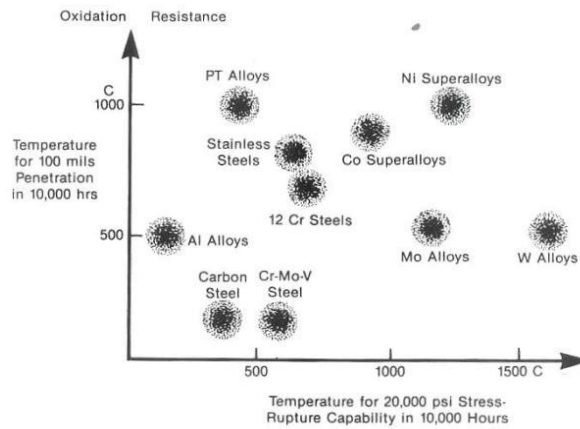 Oxidation Resistance
C
1000
500
Temperature
for 100 mils
Penetration
in 10,000 hrs
PT Alloys
Ni Superalloys
Stainless
Steels
Co Superalloys
12 Cr Steels
Al Alloys
Mo Alloys
W Alloys
Carbon
Steel
Cr-Mo-V
Steel
500
1000
1500 C
Temperature for 20,000 psi Stress-
Rupture Capability in 10,000 Hours